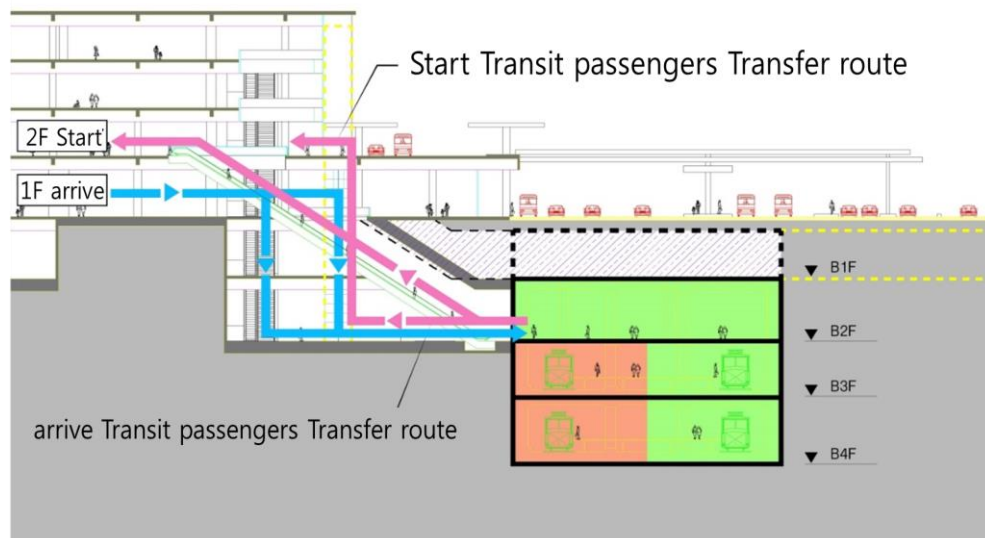 Start Transit passengers Transfer route
2F Start
1F arrive
B1F
B2F
B3F
B4F
arrive Transit passengers Transfer route